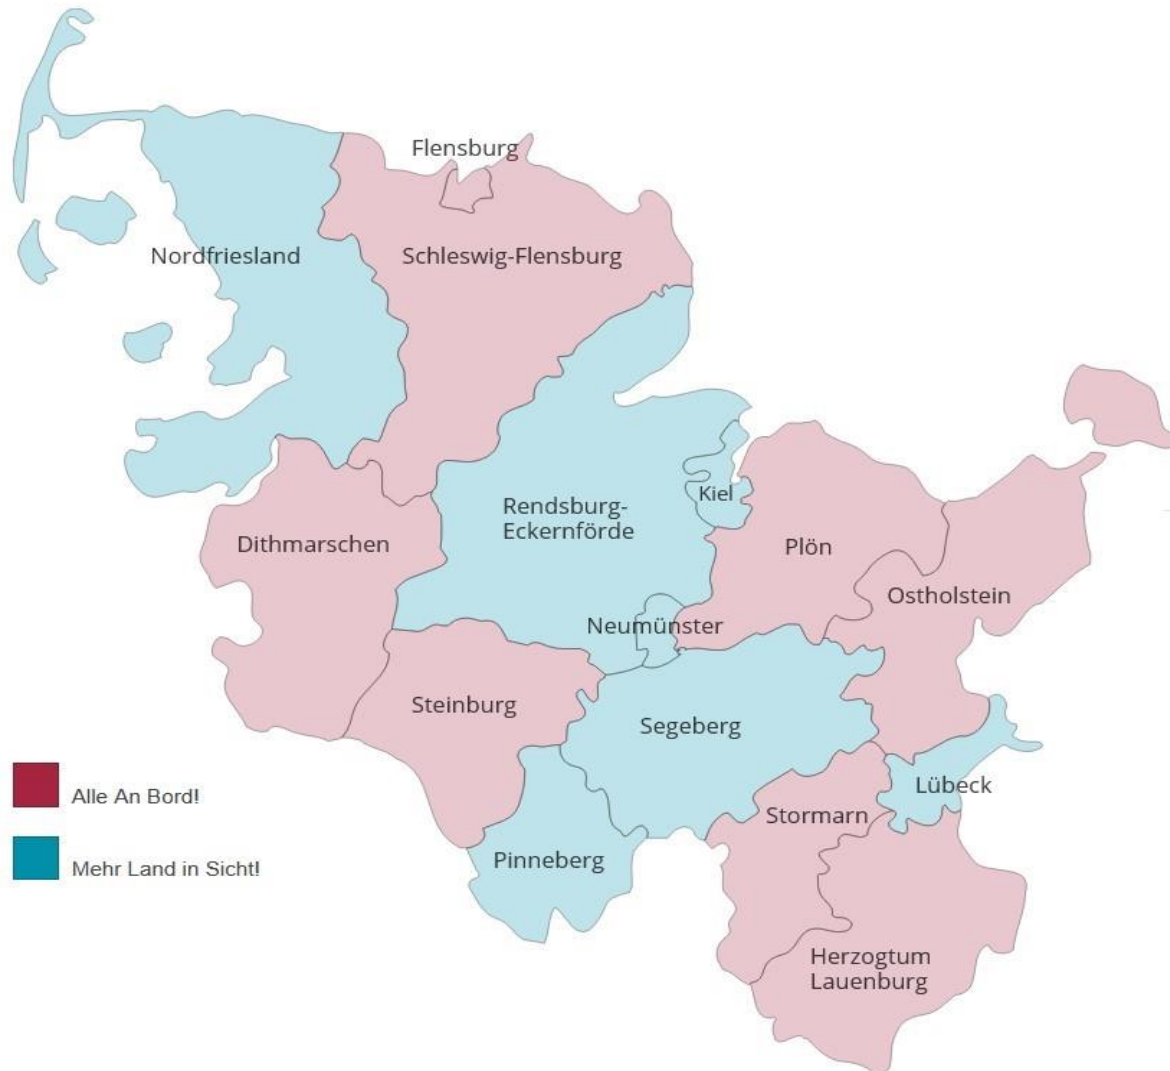 Flensburg
Nordfriesland
Schleswig-Flensburg
Kiel
Rendsburg-
Eckernförde
Dithmarschen
Plön
Ostholstein
Neumünster
Steinburg
Segeberg
Lübeck
Alle An Bord!
Stormarn
Mehr Land in Sicht!
Pinneberg
Herzogtum
Lauenburg